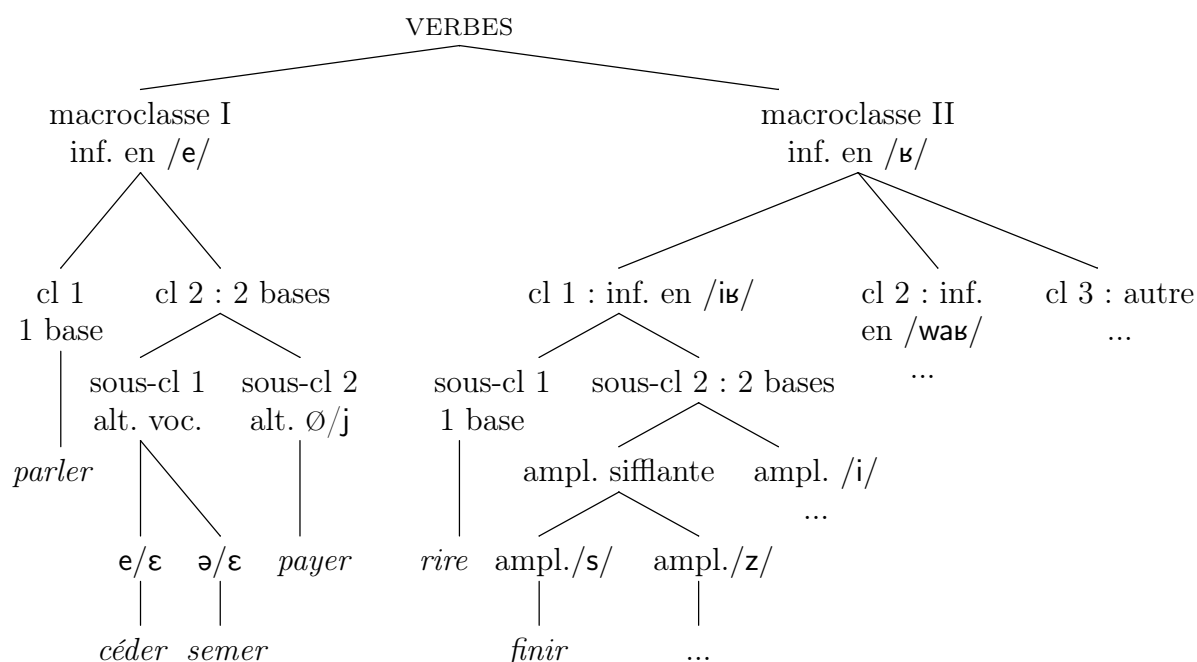 VERBES
macroclasse I
inf. en /e/
macroclasse II
inf. en /ʁ/
cl 1
1 base
cl 2 : 2 bases
cl 1 : inf. en /iʁ/
cl 2 : inf.
en /waʁ/
...
cl 3 : autre
...
sous-cl 1
alt. voc.
sous-cl 2
alt. Ø/j
sous-cl 1
1 base
sous-cl 2 : 2 bases
parler
ampl. sifflante
ampl. /i/
...
e/ɛ
ə/ɛ
payer
rire
ampl./s/
ampl./z/
céder
semer
finir
...